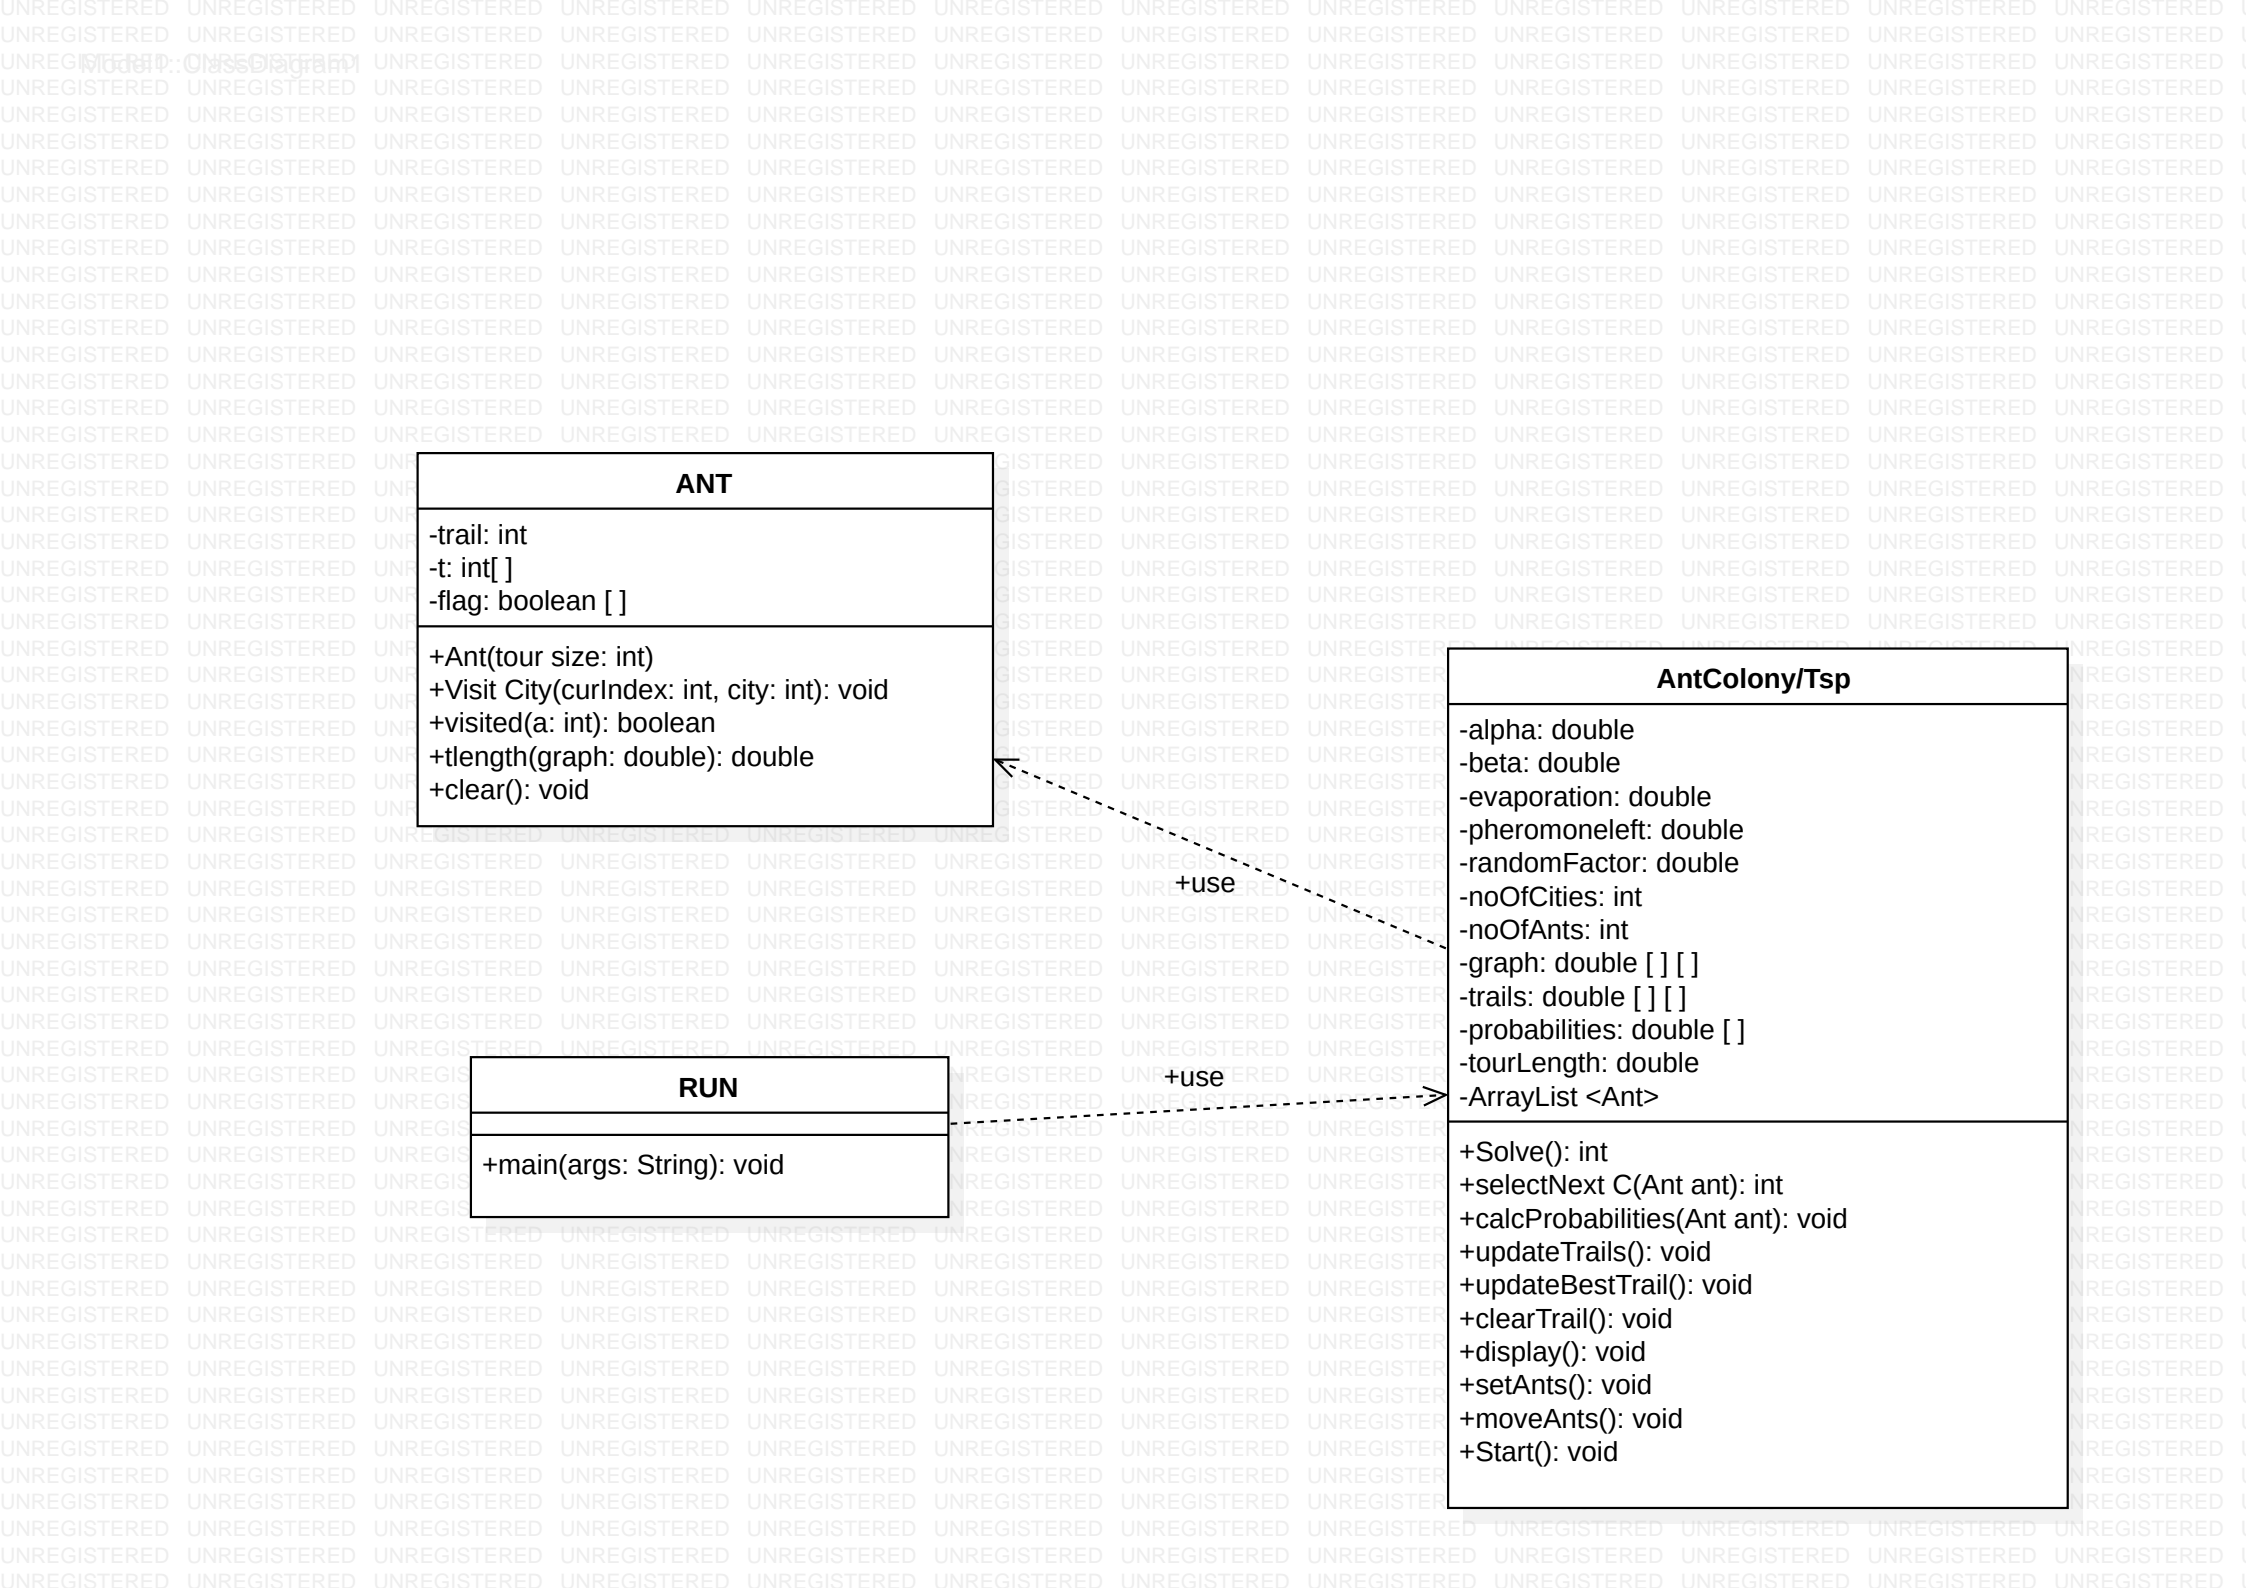 Model1::ClassDiagram1
ANT
-trail: int
-t: int[ ]
-flag: boolean [ ]
+Ant(tour size: int)
+Visit City(curIndex: int, city: int): void
+visited(a: int): boolean
+tlength(graph: double): double
+clear(): void
AntColony/Tsp
-alpha: double
-beta: double
-evaporation: double
-pheromoneleft: double
-randomFactor: double
-noOfCities: int
-noOfAnts: int
-graph: double [ ] [ ]
-trails: double [ ] [ ]
-probabilities: double [ ]
-tourLength: double
-ArrayList <Ant>
+Solve(): int
+selectNext C(Ant ant): int
+calcProbabilities(Ant ant): void
+updateTrails(): void
+updateBestTrail(): void
+clearTrail(): void
+display(): void
+setAnts(): void
+moveAnts(): void
+Start(): void
+use
+use
RUN
+main(args: String): void
UNREGISTERED